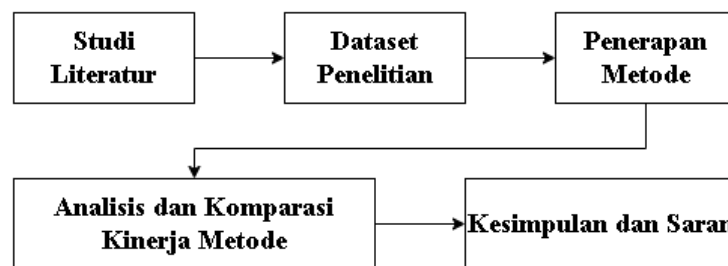 Studi
Literatur
Dataset
Penelitian
Penerapan
Metode
Analisis dan Komparasi
Kinerja Metode
Kesimpulan dan Saran